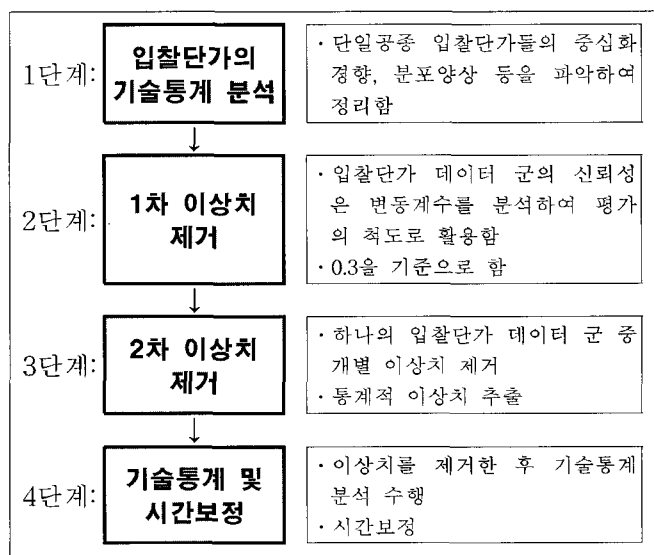 1단계:
입찰단가의
기술통계 분석
· 단일공종 입찰단가들의 중심화
경향, 분포양상 등을 파악하여
정리함
↓
2단계:
1차 이상치
제거
· 입찰단가 데이터 군의 신뢰성
은 변동계수를 분석하여 평가
의 척도로 활용함
· 0.3을 기준으로 함
↓
3단계:
2차 이상치
제거
· 하나의 입찰단가 데이터 군 중
개별 이상치 제거
· 통계적 이상치 추출
↓
4단계:
기술통계 및
시간보정
· 이상치를 제거한 후 기술통계
분석 수행
· 시간보정